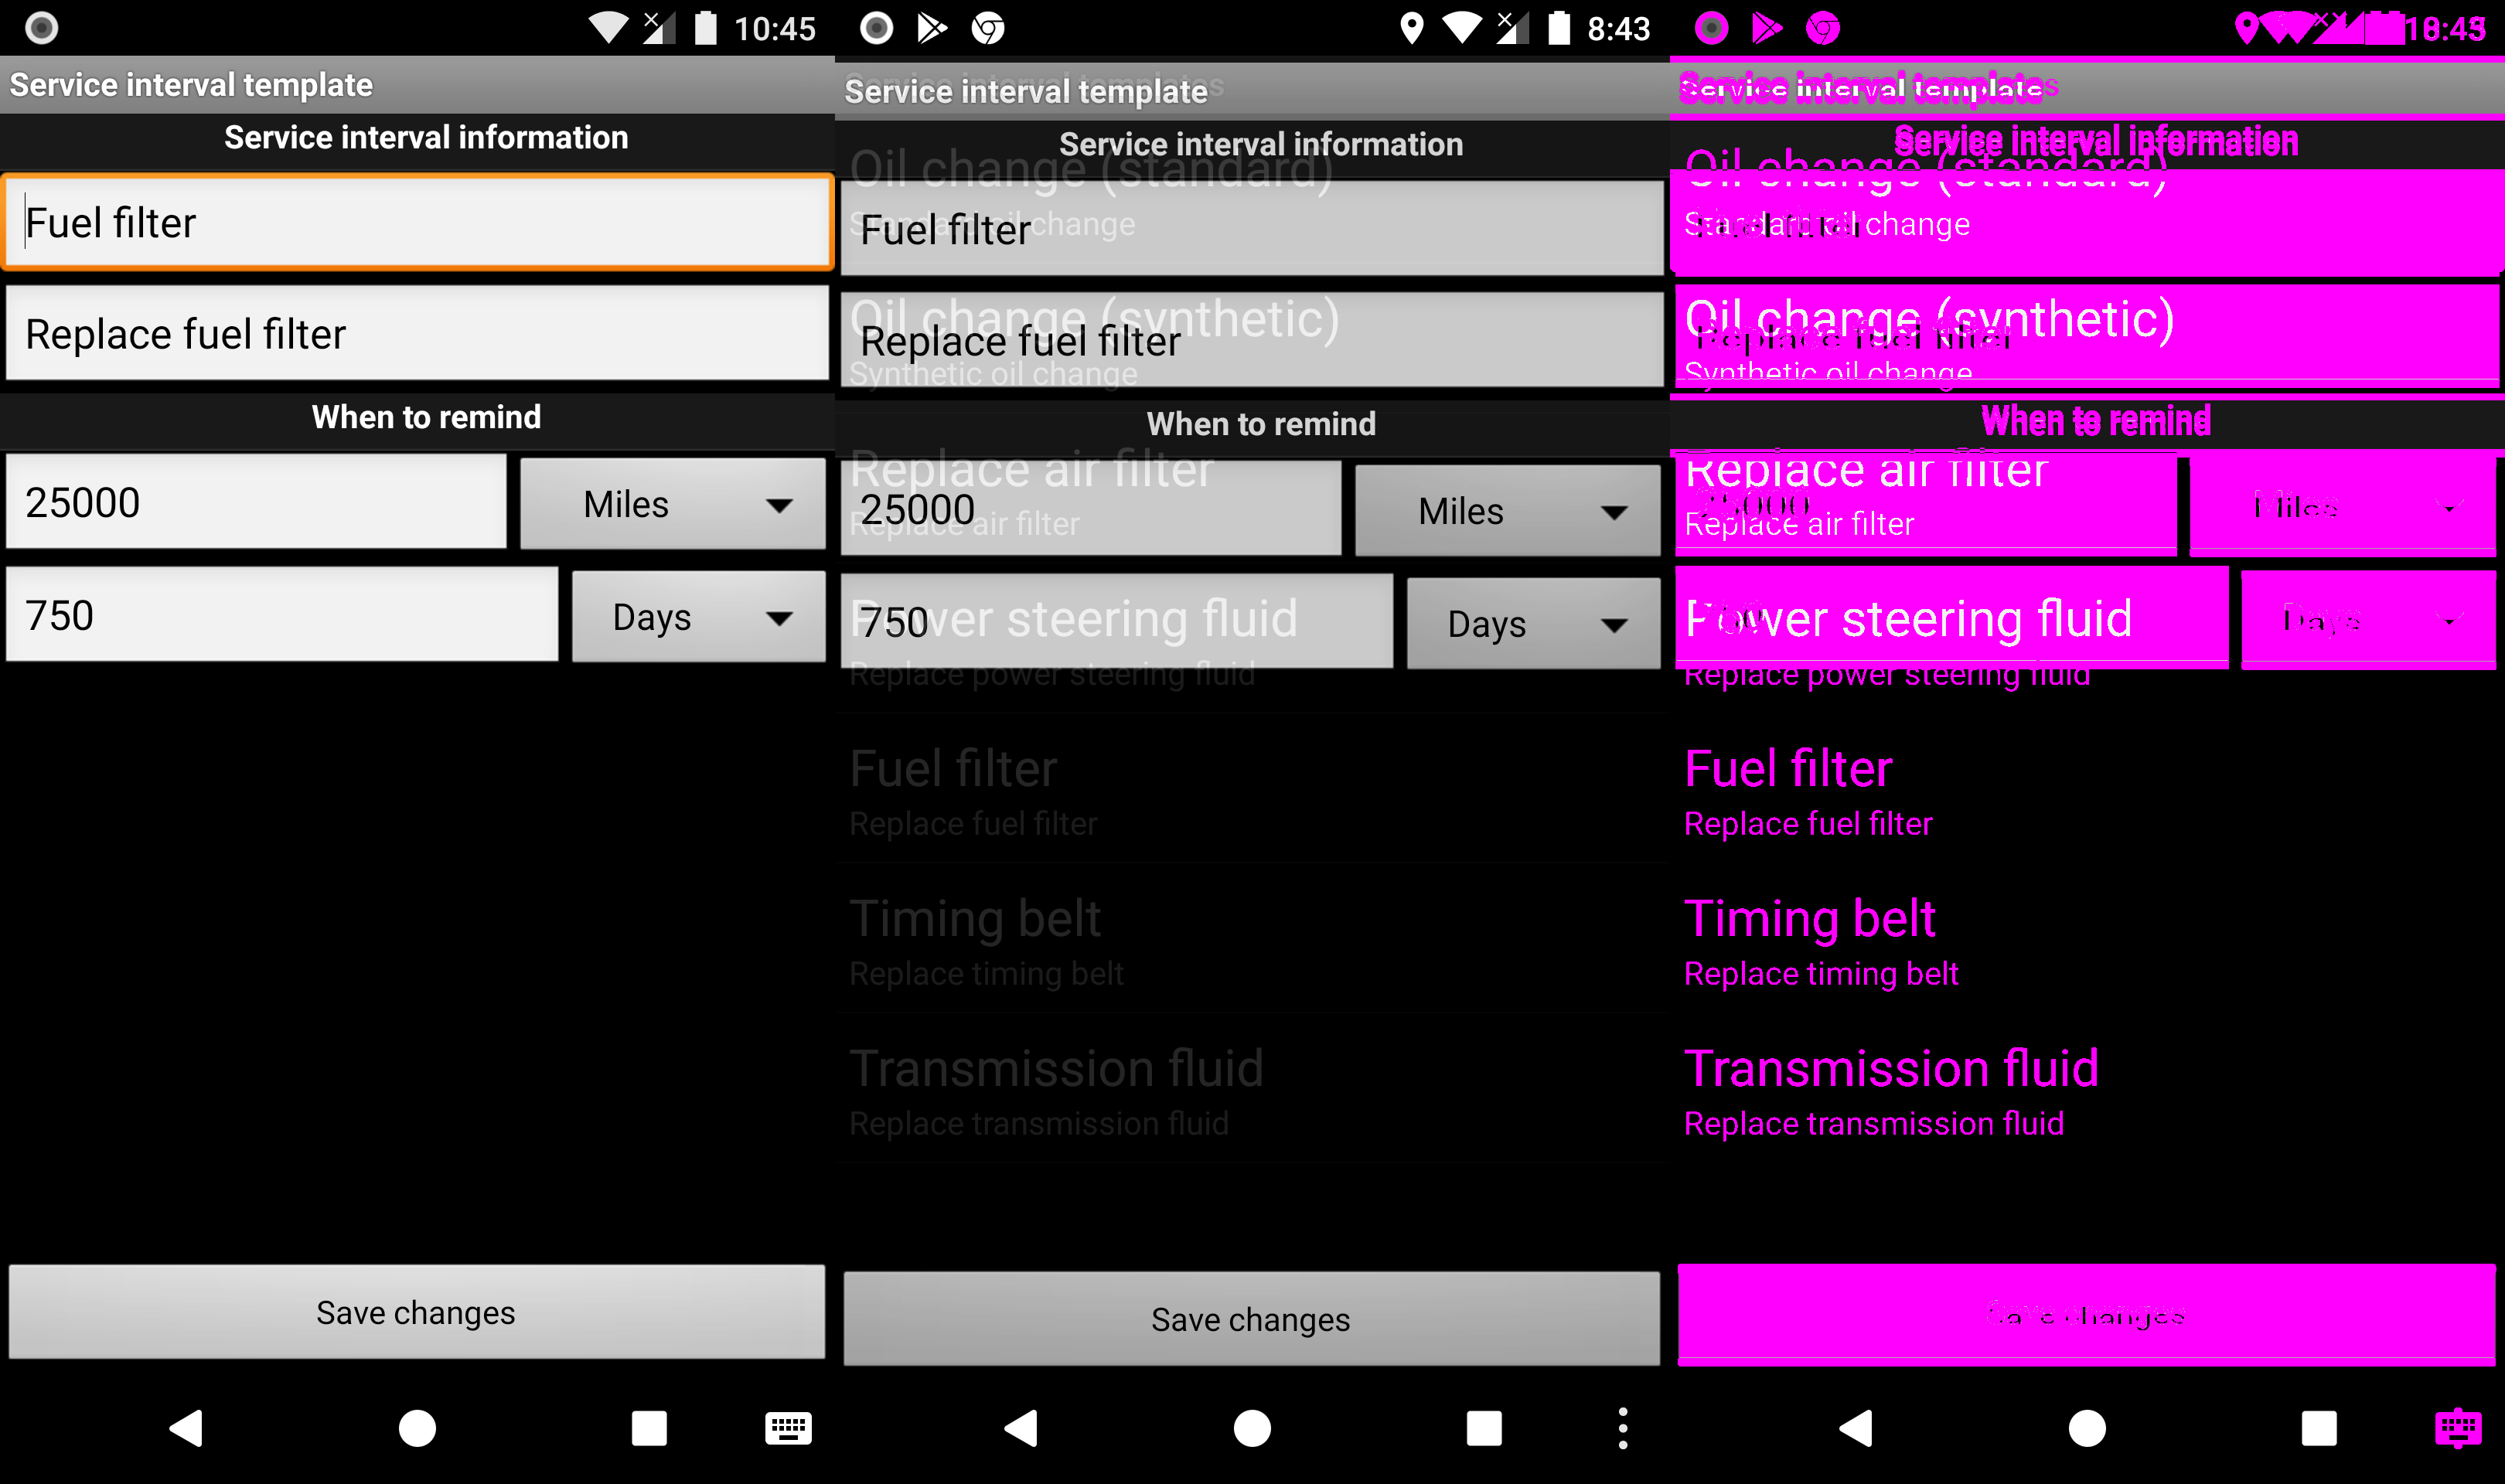 10:45
Service interval template
Service interval information
Fuel filter
Replace fuel filter
When to remind
25000 Miles
750 Days
Save changes
8:43
Service interval templates
Service interval template
Service interval information
Oil change (standard)
Standard oil change
Fuel filter
Oil change (synthetic)
Replace fuel filter
Synthetic oil change
When to remind
Replace air filter
25000 Miles
Replace air filter
Power steering fluid
750 Days
Replace power steering fluid
Fuel filter
Replace fuel filter
Timing belt
Replace timing belt
Transmission fluid
Replace transmission fluid
Save changes
Service interval template
Service interval information
Oil change (standard)
Standard oil change
Oil change (synthetic)
Replace fuel filter
Synthetic oil change
When to remind
Replace air filter
25000 Miles
Replace air filter
Power steering fluid
Days
Replace power steering fluid
Fuel filter
Replace fuel filter
Timing belt
Replace timing belt
Transmission fluid
Replace transmission fluid
Save changes